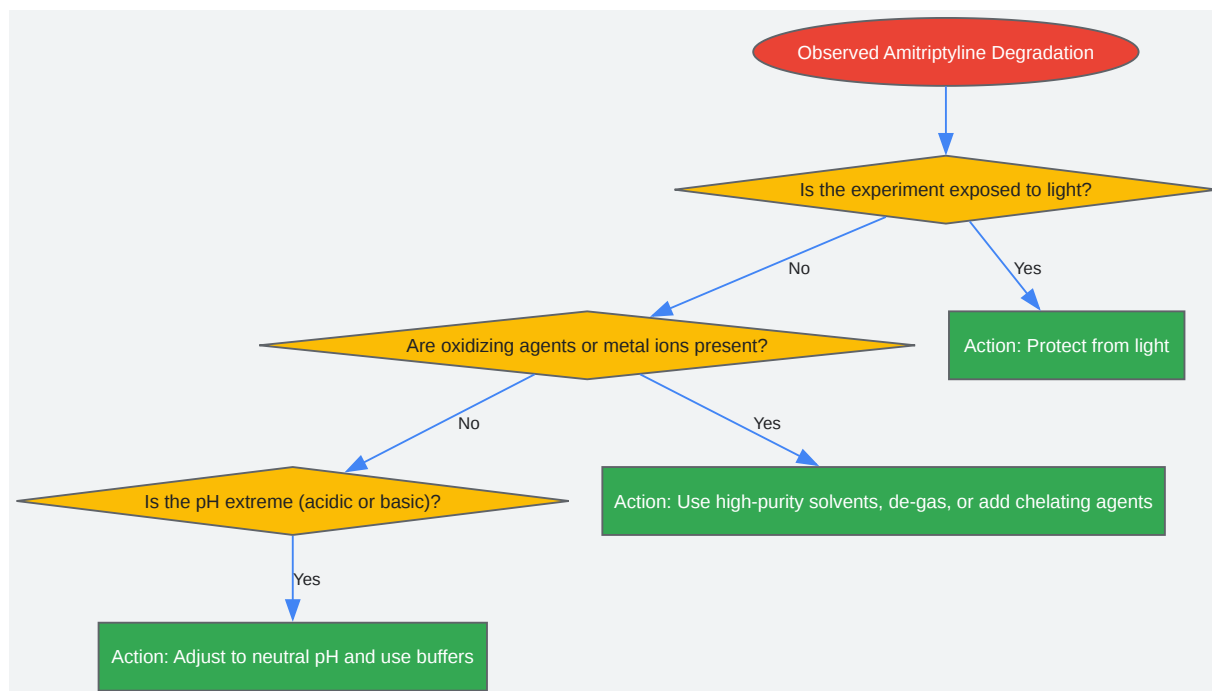 Observed Amitriptyline Degradation
Is the experiment exposed to light?
No
Yes
Are oxidizing agents or metal ions present?
Action: Protect from light
No
Yes
Is the pH extreme (acidic or basic)?
Action: Use high-purity solvents, de-gas, or add chelating agents
Yes
Action: Adjust to neutral pH and use buffers